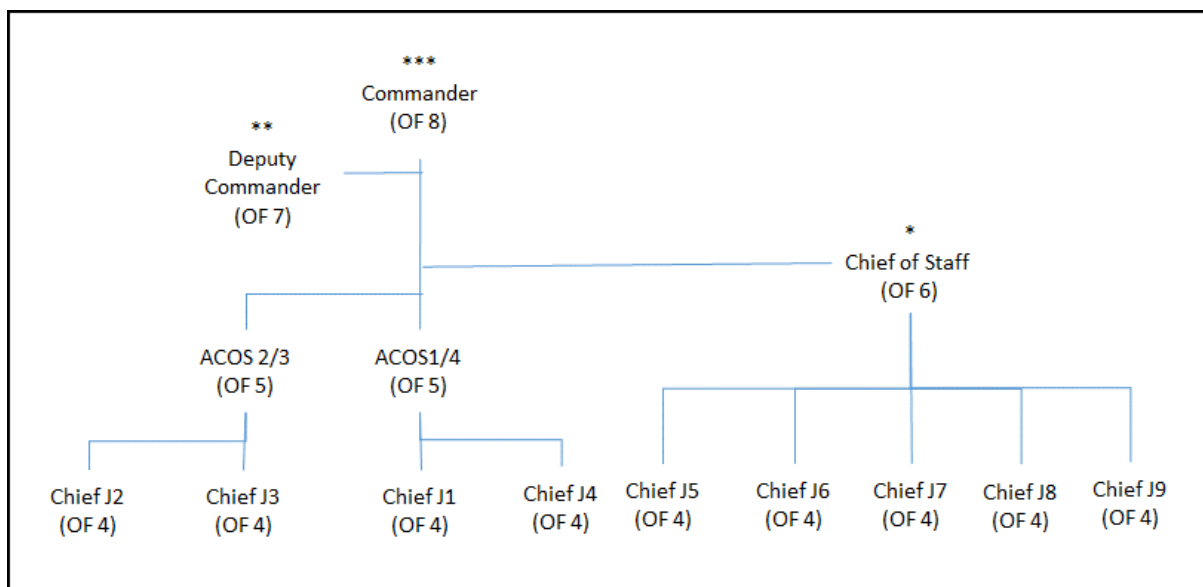 ***
Commander
(OF 8)
**
Deputy
Commander
(OF 7)
*
Chief of Staff
(OF 6)
ACOS 2/3
(OF 5)
ACOS1/4
(OF 5)
Chief J2
(OF 4)
Chief J3
(OF 4)
Chief J1
(OF 4)
Chief J4
(OF 4)
Chief J5
(OF 4)
Chief J6
(OF 4)
Chief J7
(OF 4)
Chief J8
(OF 4)
Chief J9
(OF 4)